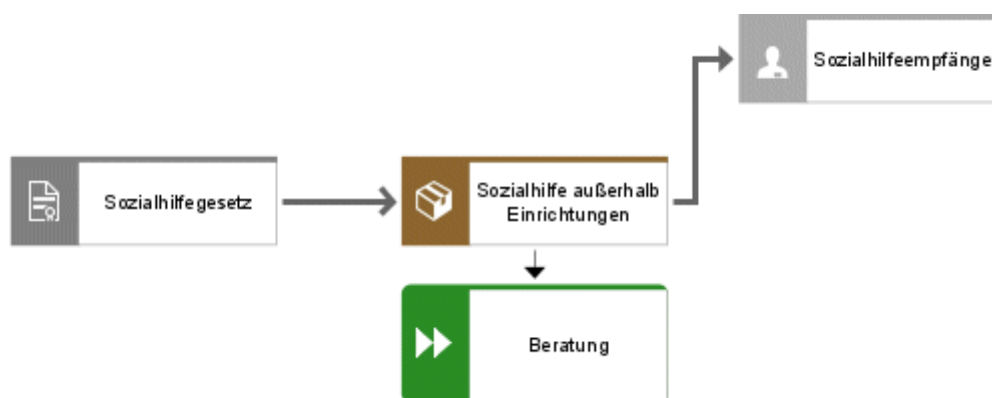 Sozialhilfeempfänge
Sozialhilfegesetz
Sozialhilfe außerhalb
Einrichtungen
Beratung